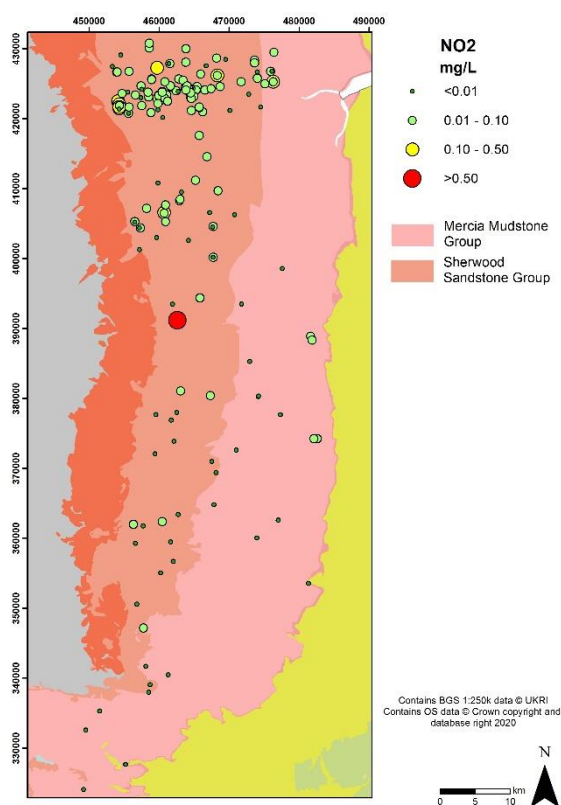 450000 460000 470000 480000 490000
430000
420000
410000
400000
390000
380000
370000
360000
350000
340000
330000
NO2
mg/L
<0.01
0.01 - 0.10
0.10 - 0.50
>0.50
Mercia Mudstone
Group
Sherwood
Sandstone Group
Contains BGS 1:250k data © UKRI
Contains OS data © Crown copyright and
database right 2020
N
km
0 5 10